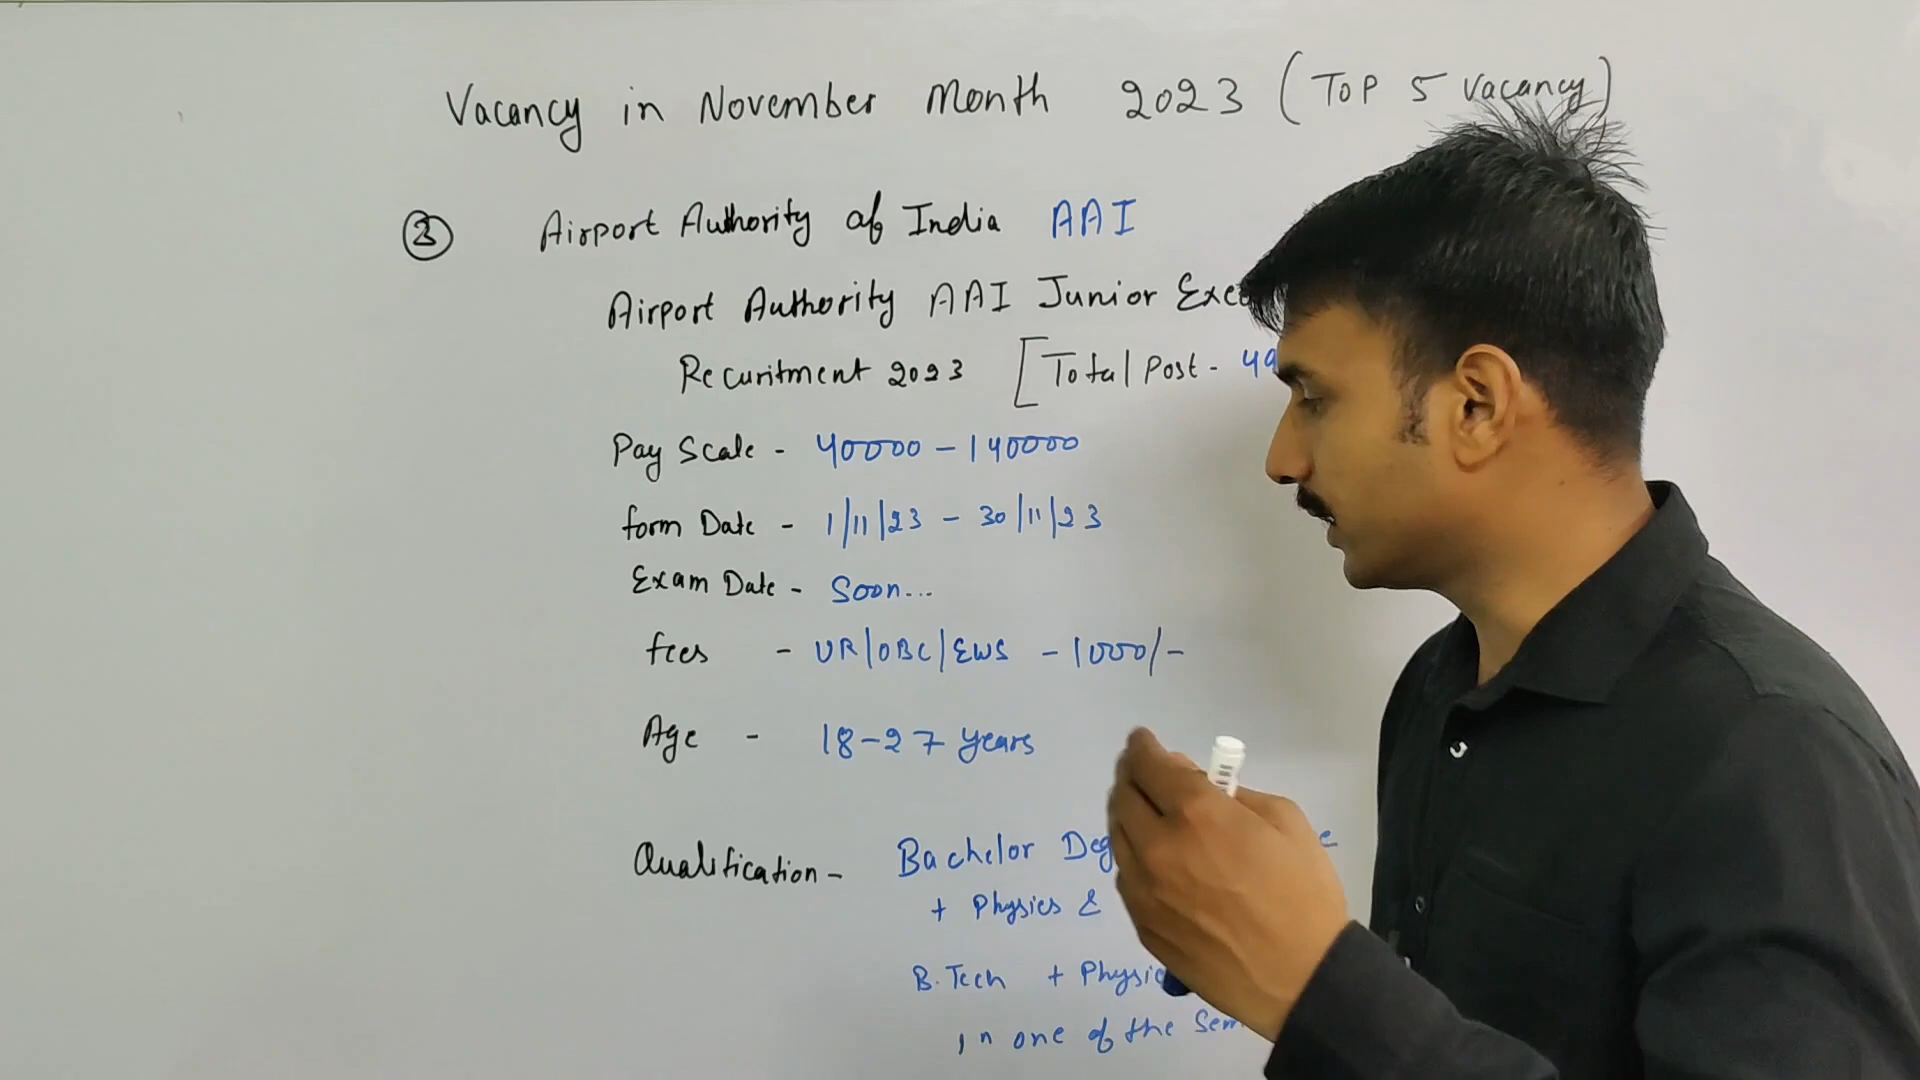 Vacancy in November Month 2023 (Top 5 Vacancy)
Airport Authority of India AAI
Airport Authority AAI Junior
Recuritment 2023 [Total Post -
Pay Scale - 40000 - 140000
form Date - 1/11/23 - 30/11/23
Exam Date - Soon...
fees - UR/OBC/EWS - 1000/-
Age - 18-27 years
Qualification - Bachelor
+ Physics &
B.Tech +
in one of the